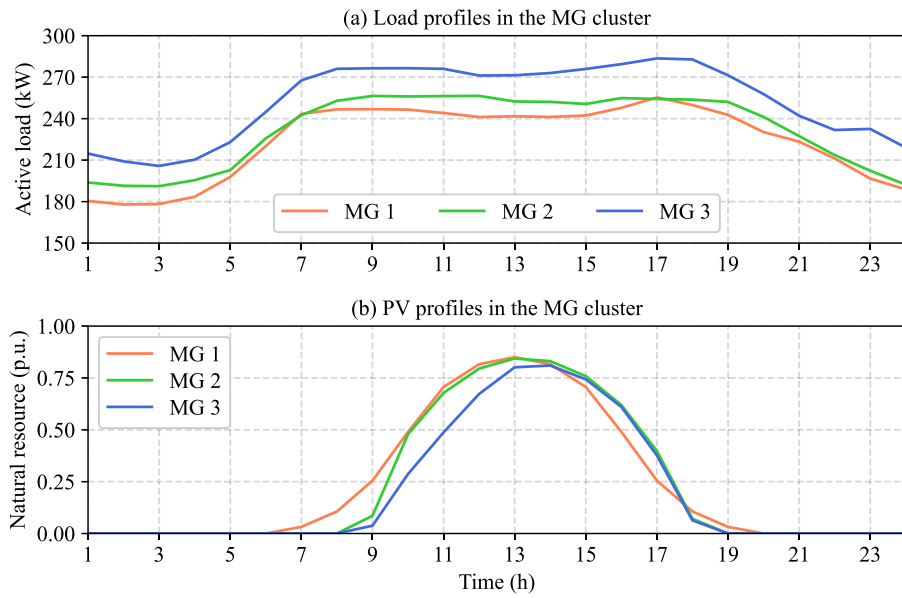 (a) Load profiles in the MG cluster
Active load (kW)
300
270
240
210
180
150
MG 1 MG 2 MG 3
1 3 5 7 9 11 13 15 17 19 21 23
(b) PV profiles in the MG cluster
Natural resource (p.u.)
1.00
0.75
0.50
0.25
0.00
MG 1
MG 2
MG 3
1 3 5 7 9 11 13 15 17 19 21 23
Time (h)